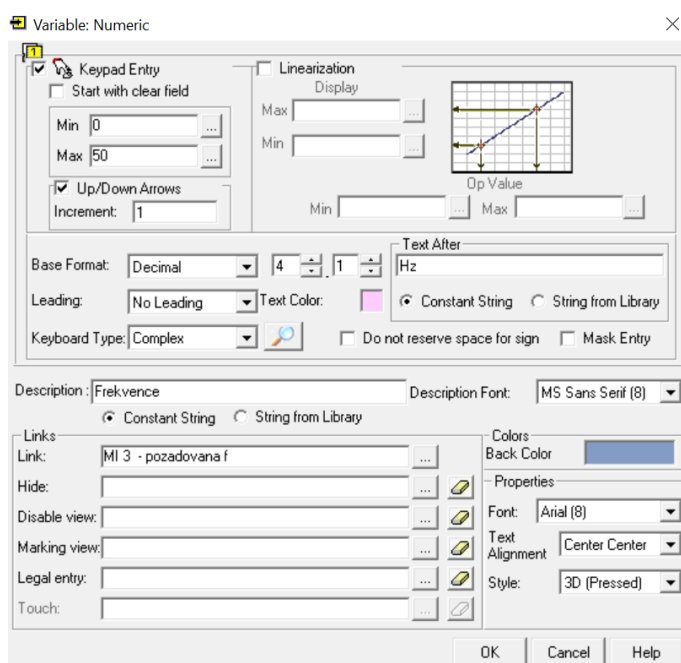 Variable: Numeric
1
Keypad Entry
Linearization
Start with clear field
Display
Min 0 ...
Max ...
Max 50 ...
Min ...
Up/Down Arrows
Increment: 1
Op Value
Min ... Max ...
Base Format: Decimal 4 . 1
Text After
Hz
Leading: No Leading Text Color:
Constant String String from Library
Keyboard Type: Complex
Do not reserve space for sign Mask Entry
Description : Frekvence Description Font: MS Sans Serif (8)
Constant String String from Library
Links
Link: MI 3 - pozadovana f ...
Hide: ...
Disable view: ...
Marking view: ...
Legal entry: ...
Touch: ...
Colors
Back Color
Properties
Font: Arial (8)
Text Alignment Center Center
Style: 3D (Pressed)
OK Cancel Help